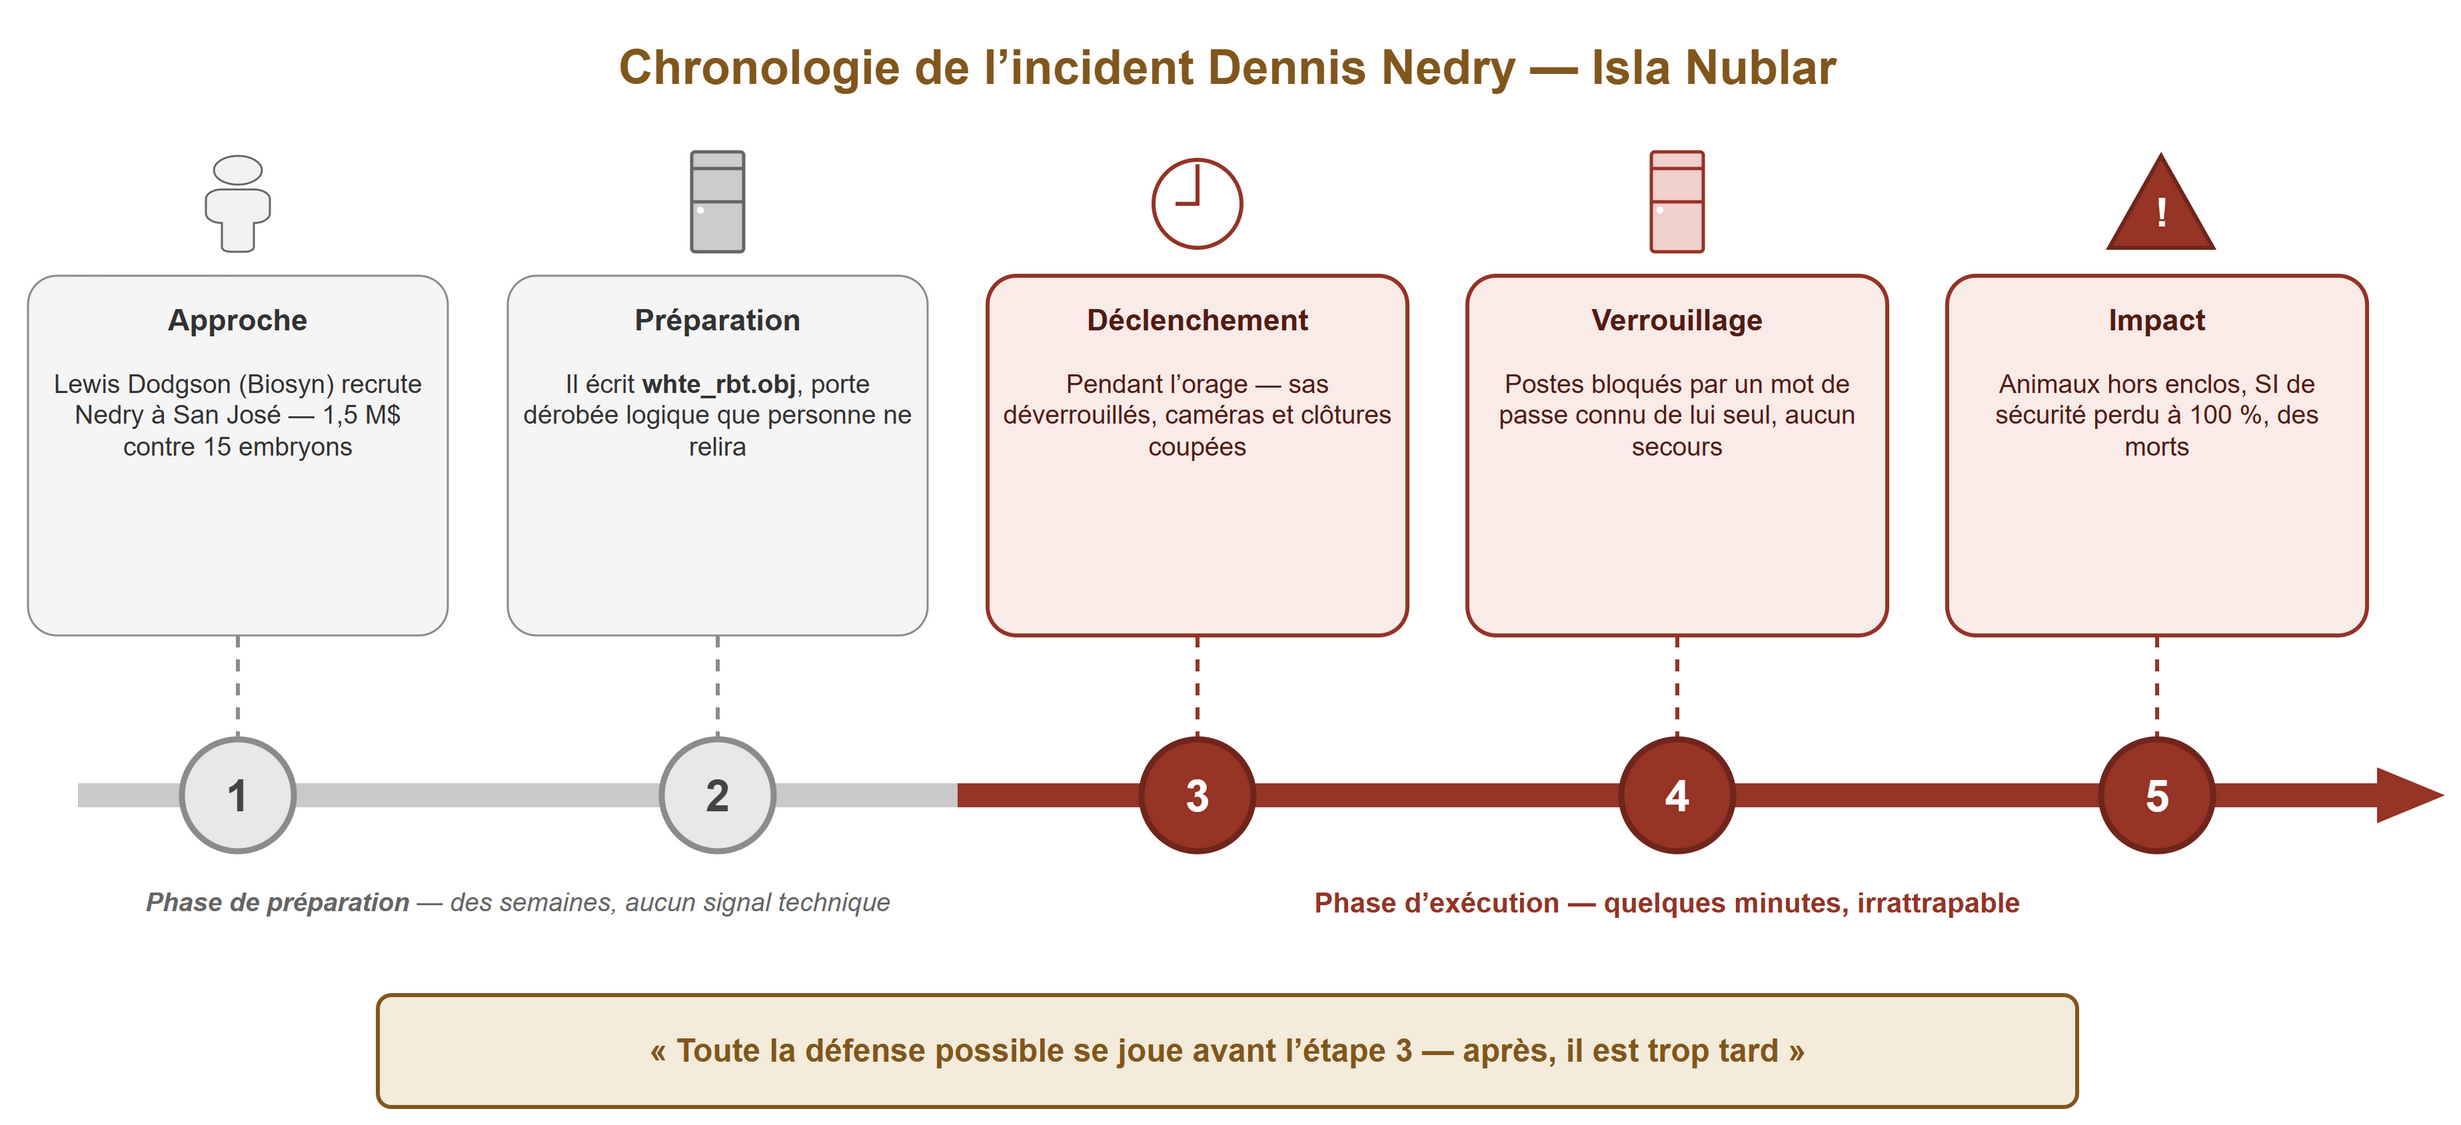 Chronologie de l’incident Dennis Nedry — Isla Nublar
!
Approche
Lewis Dodgson (Biosyn) recrute
Nedry à San José — 1,5 M$
contre 15 embryons
Préparation
Il écrit whte_rbt.obj, porte
dérobée logique que personne ne
relira
Déclenchement
Pendant l’orage — sas
déverrouillés, caméras et clôtures
coupées
Verrouillage
Postes bloqués par un mot de
passe connu de lui seul, aucun
secours
Impact
Animaux hors enclos, SI de
sécurité perdu à 100 %, des
morts
1
2
3
4
5
Phase de préparation — des semaines, aucun signal technique
Phase d’exécution — quelques minutes, irrattrapable
« Toute la défense possible se joue avant l’étape 3 — après, il est trop tard »